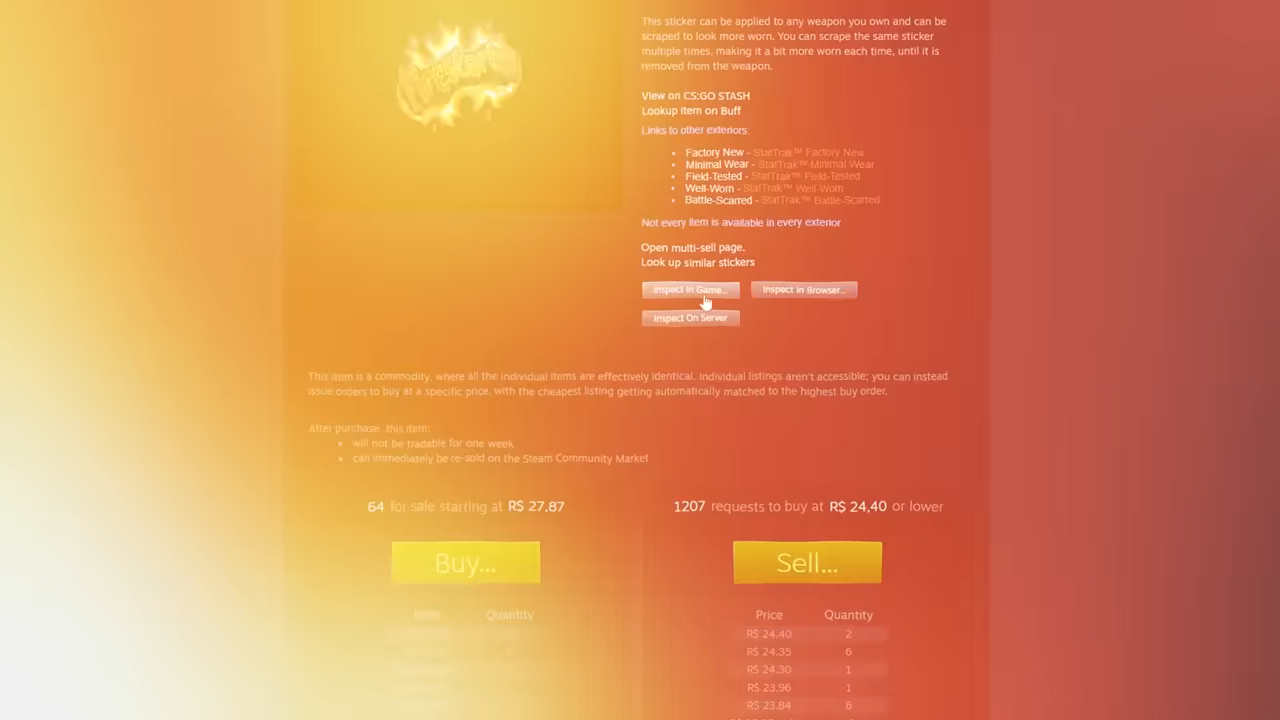 This sticker can be applied to any weapon you own and can be
scraped to look more worn. You can scrape the same sticker
multiple times, making it a bit more worn each time, until it is
removed from the weapon.
View on CS:GO STASH
Lookup item on Buff
Links to other exteriors:
Factory New - StatTrak™ Factory New
Minimal Wear - StatTrak™ Minimal Wear
Field-Tested - StatTrak™ Field-Tested
Well-Worn - StatTrak™ Well-Worn
Battle-Scarred - StatTrak™ Battle-Scarred
Not every item is available in every exterior
Open multi-sell page.
Look up similar stickers
Inspect in Game... Inspect in Browser...
Inspect On Server
This item is a commodity, where all the individual items are effectively identical. Individual listings aren't accessible; you can instead
issue orders to buy at a specific price, with the cheapest listing getting automatically matched to the highest buy order.
After purchase, this item:
will not be tradable for one week
can immediately be re-sold on the Steam Community Market
64 for sale starting at R$ 27,87
1207 requests to buy at R$ 24,40 or lower
Buy... Sell...
Quantity
Price Quantity
R$ 24,40 2
R$ 24,35 6
R$ 24,30 1
R$ 23,96 1
R$ 23,84 6